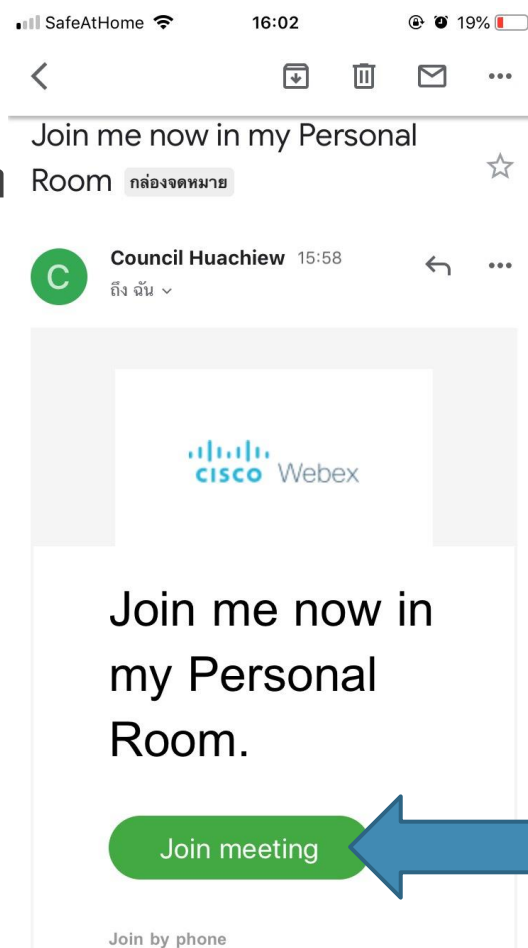 SafeAtHome 16:02 19%
Join me now in my Personal
Room กล่องจดหมาย
C Council Huachiew 15:58
ถึง ฉัน
CISCO Webex
Join me now in
my Personal
Room.
Join meeting
Join by phone